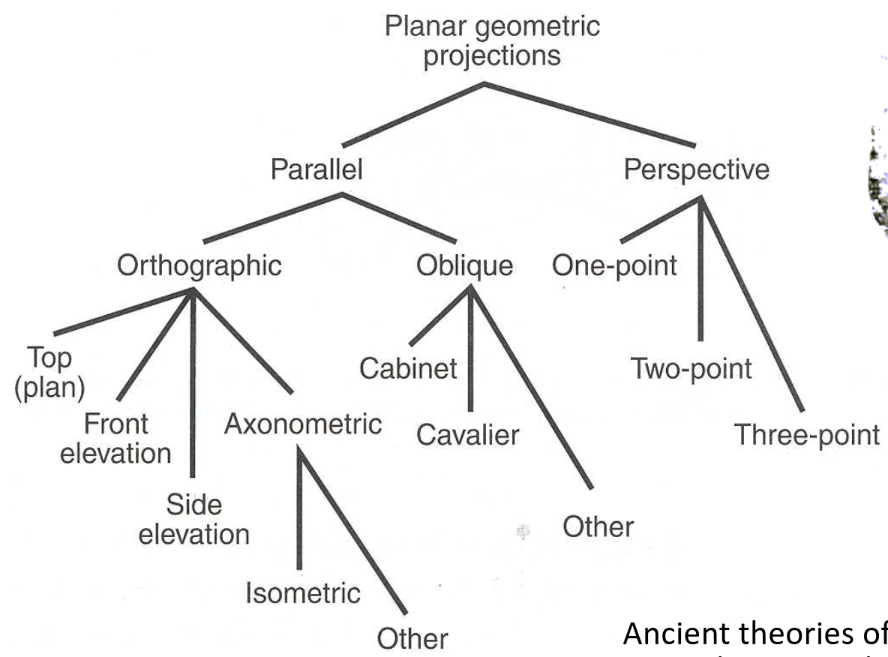 Planar geometric
projections
Parallel
Perspective
Orthographic
Oblique
One-point
Top
(plan)
Cabinet
Two-point
Front
elevation
Axonometric
Cavalier
Three-point
Side
elevation
Other
Isometric
Other
Ancient theories of